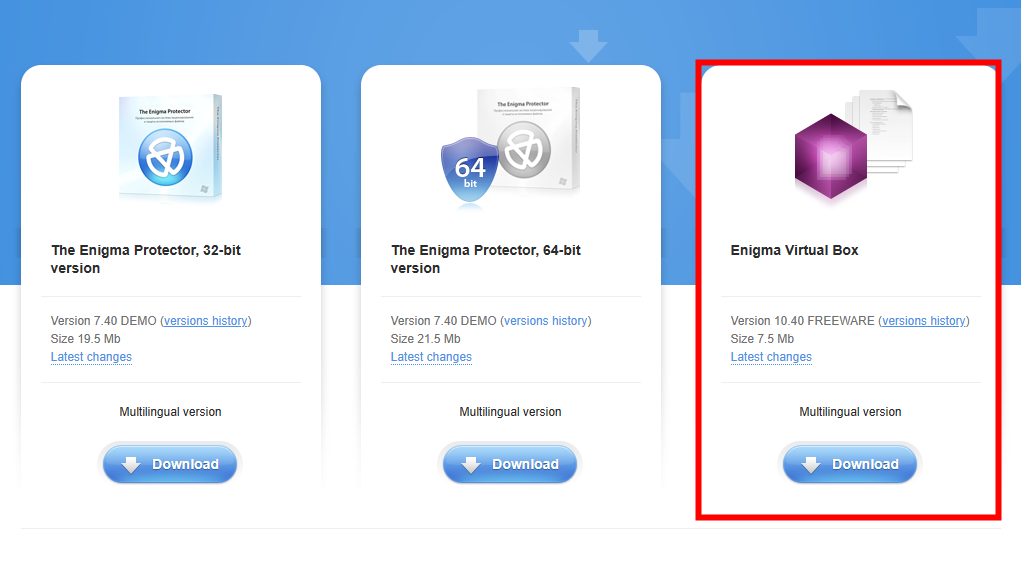 The Enigma Protector
The Enigma Protector
64
bit
The Enigma Protector, 32-bit
version
The Enigma Protector, 64-bit
version
Enigma Virtual Box
Version 7.40 DEMO (versions history)
Size 19.5 Mb
Latest changes
Version 7.40 DEMO (versions history)
Size 21.5 Mb
Latest changes
Version 10.40 FREEWARE (versions history)
Size 7.5 Mb
Latest changes
Multilingual version
Multilingual version
Multilingual version
Download
Download
Download